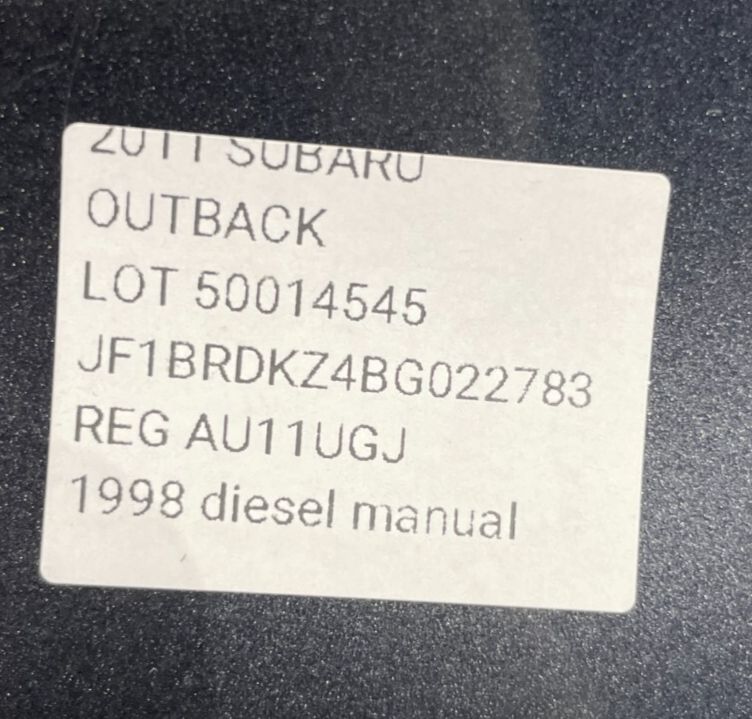 2011 SUBARU
OUTBACK
LOT 50014545
JF1BRDKZ4BG022783
REG AU11UGJ
1998 diesel manual